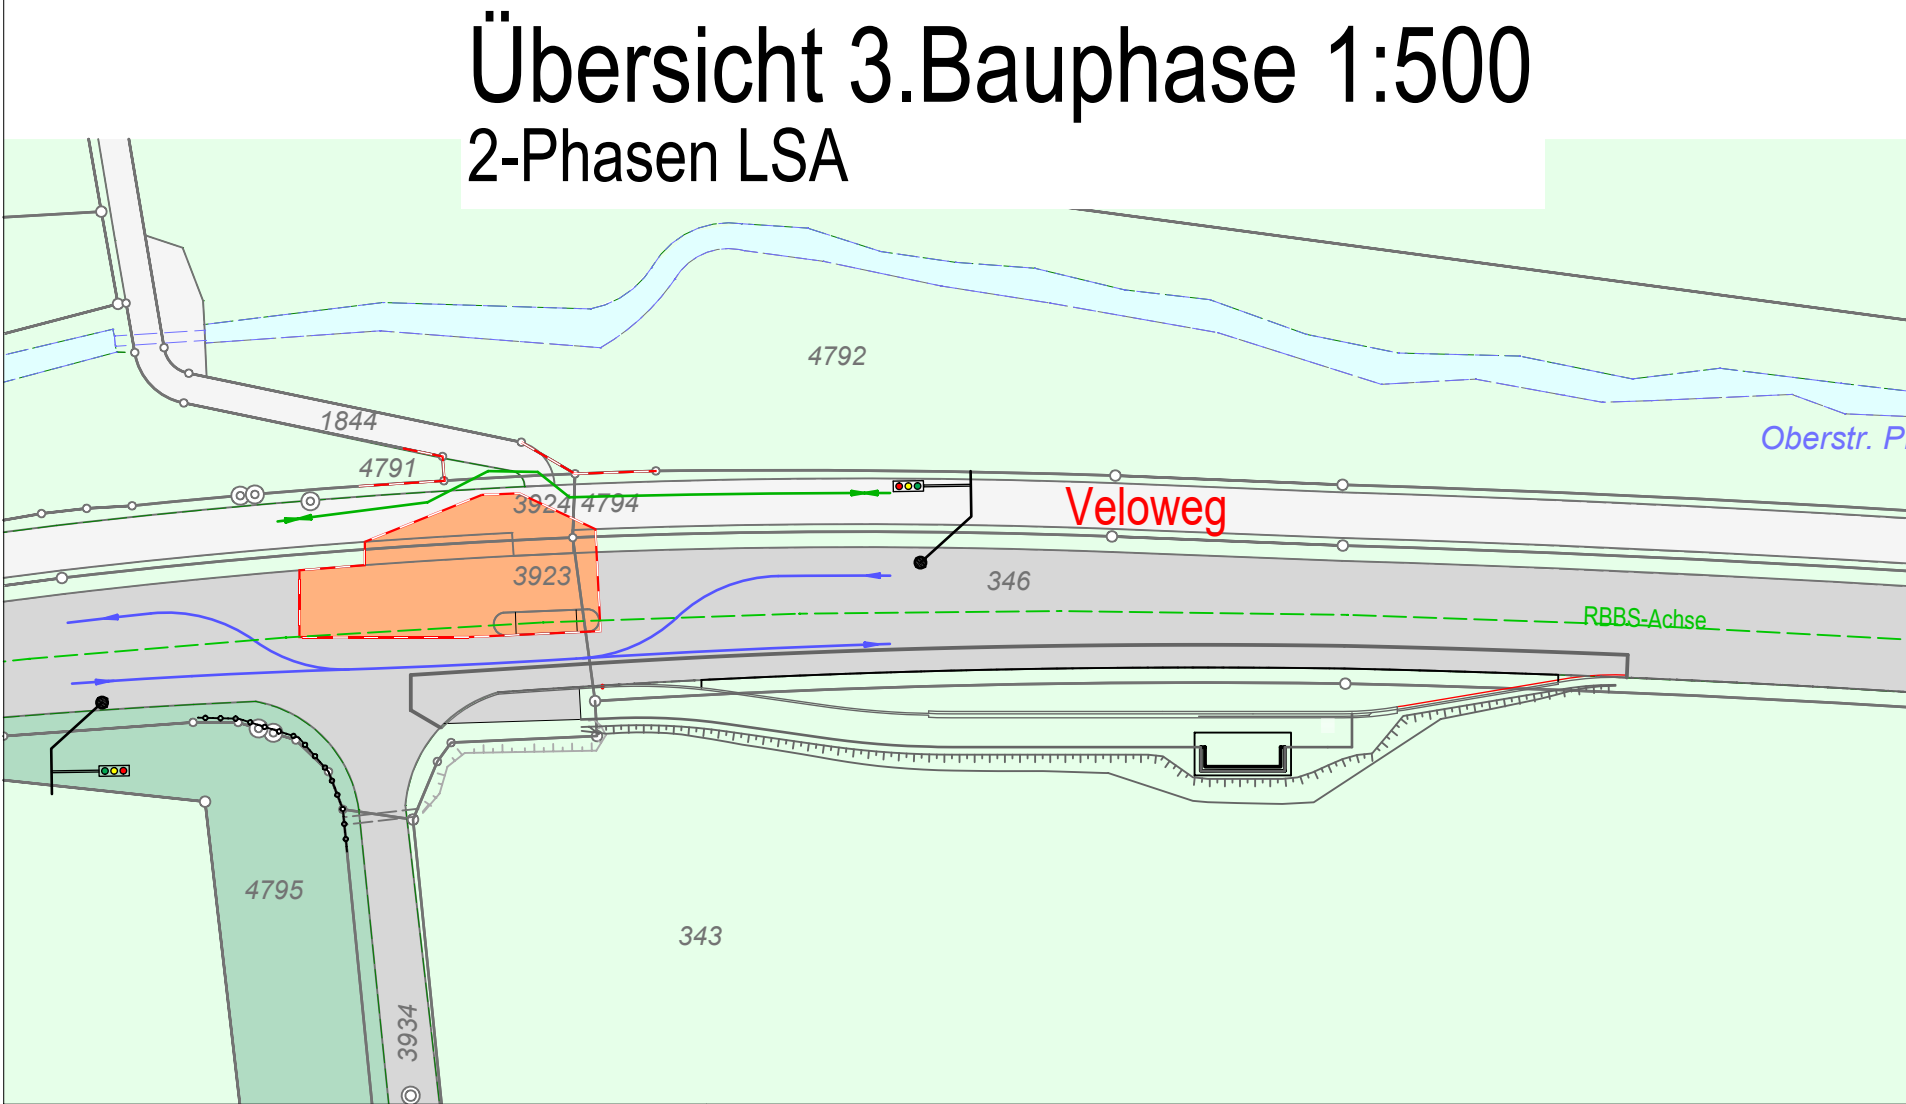 Übersicht 3.Bauphase 1:500
2-Phasen LSA
4792
1844
Oberstr.
4791
3924
4794
Veloweg
3923
346
RBBS-Achse
4795
343
3934